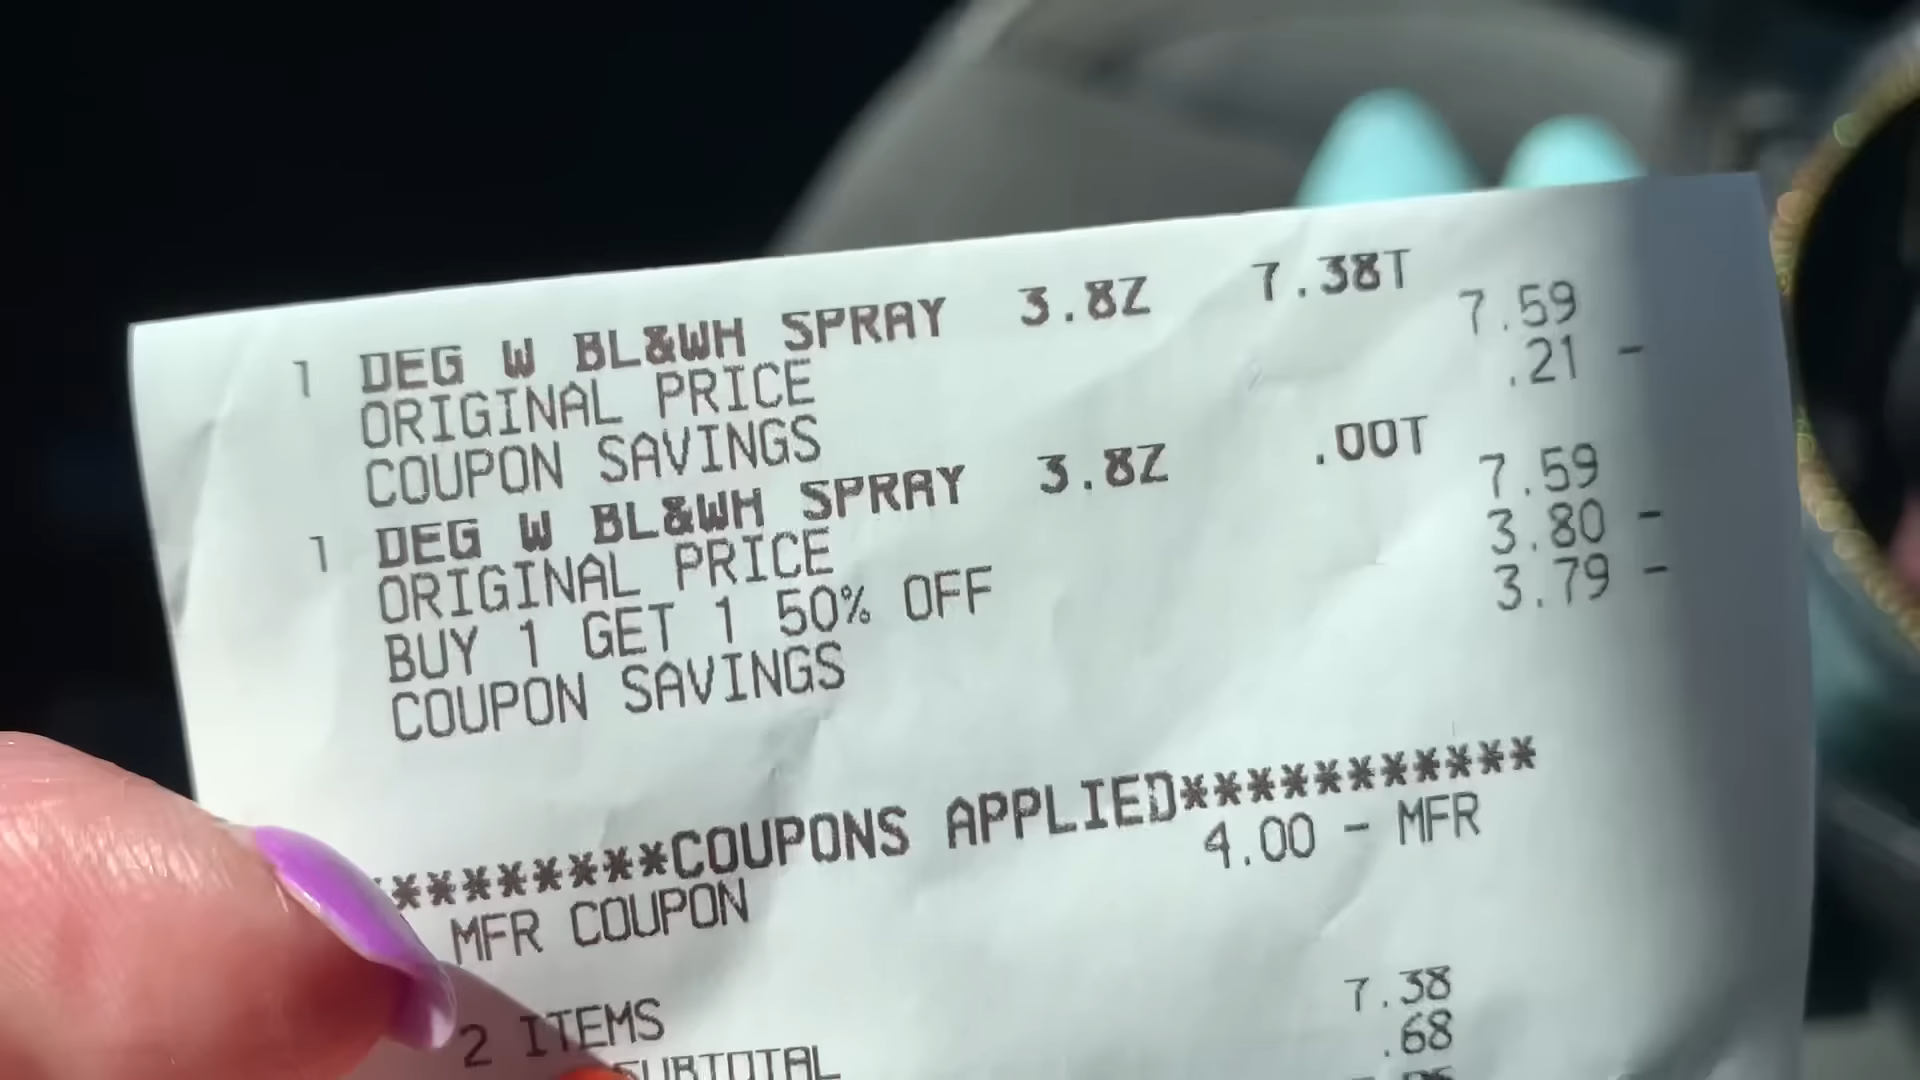 1 DEG W BL&WH SPRAY 3.8Z 7.38T
ORIGINAL PRICE 7.59
COUPON SAVINGS .21 -
1 DEG W BL&WH SPRAY 3.8Z .00T
ORIGINAL PRICE 7.59
BUY 1 GET 1 50% OFF 3.80 -
COUPON SAVINGS 3.79 -
*********COUPONS APPLIED***********
MFR COUPON 4.00 - MFR
2 ITEMS
SUBTOTAL 7.38
.68